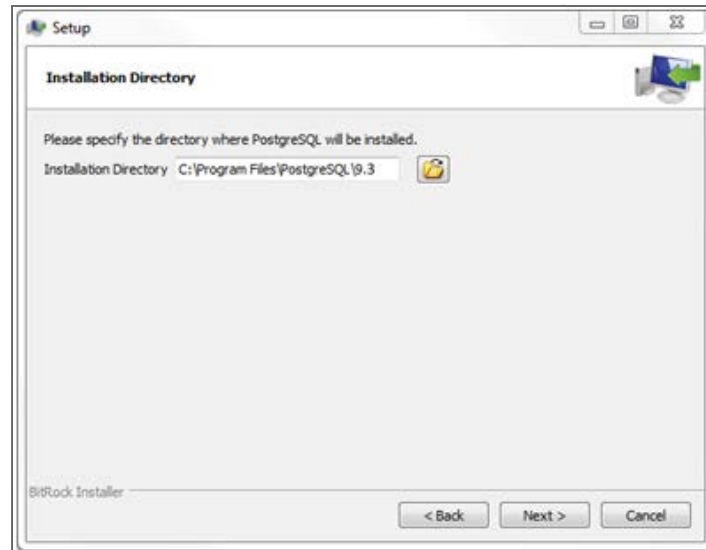 Setup
Installation Directory
Please specify the directory where PostgreSQL will be installed.
Installation Directory C:\Program Files\PostgreSQL\9.3
BitRock Installer
< Back Next > Cancel